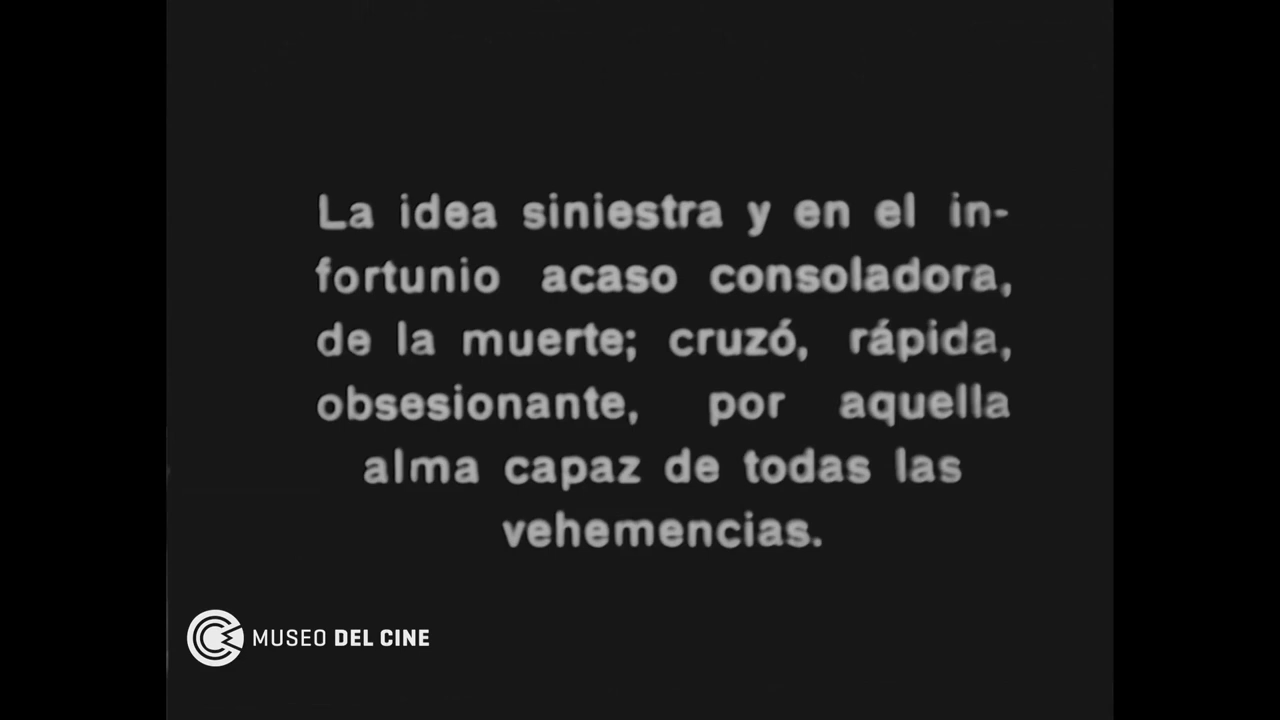 La idea siniestra y en el in-
fortunio acaso consoladora,
de la muerte; cruzó, rápida,
obsesionante, por aquella
alma capaz de todas las
vehemencias.
MUSEO DEL CINE